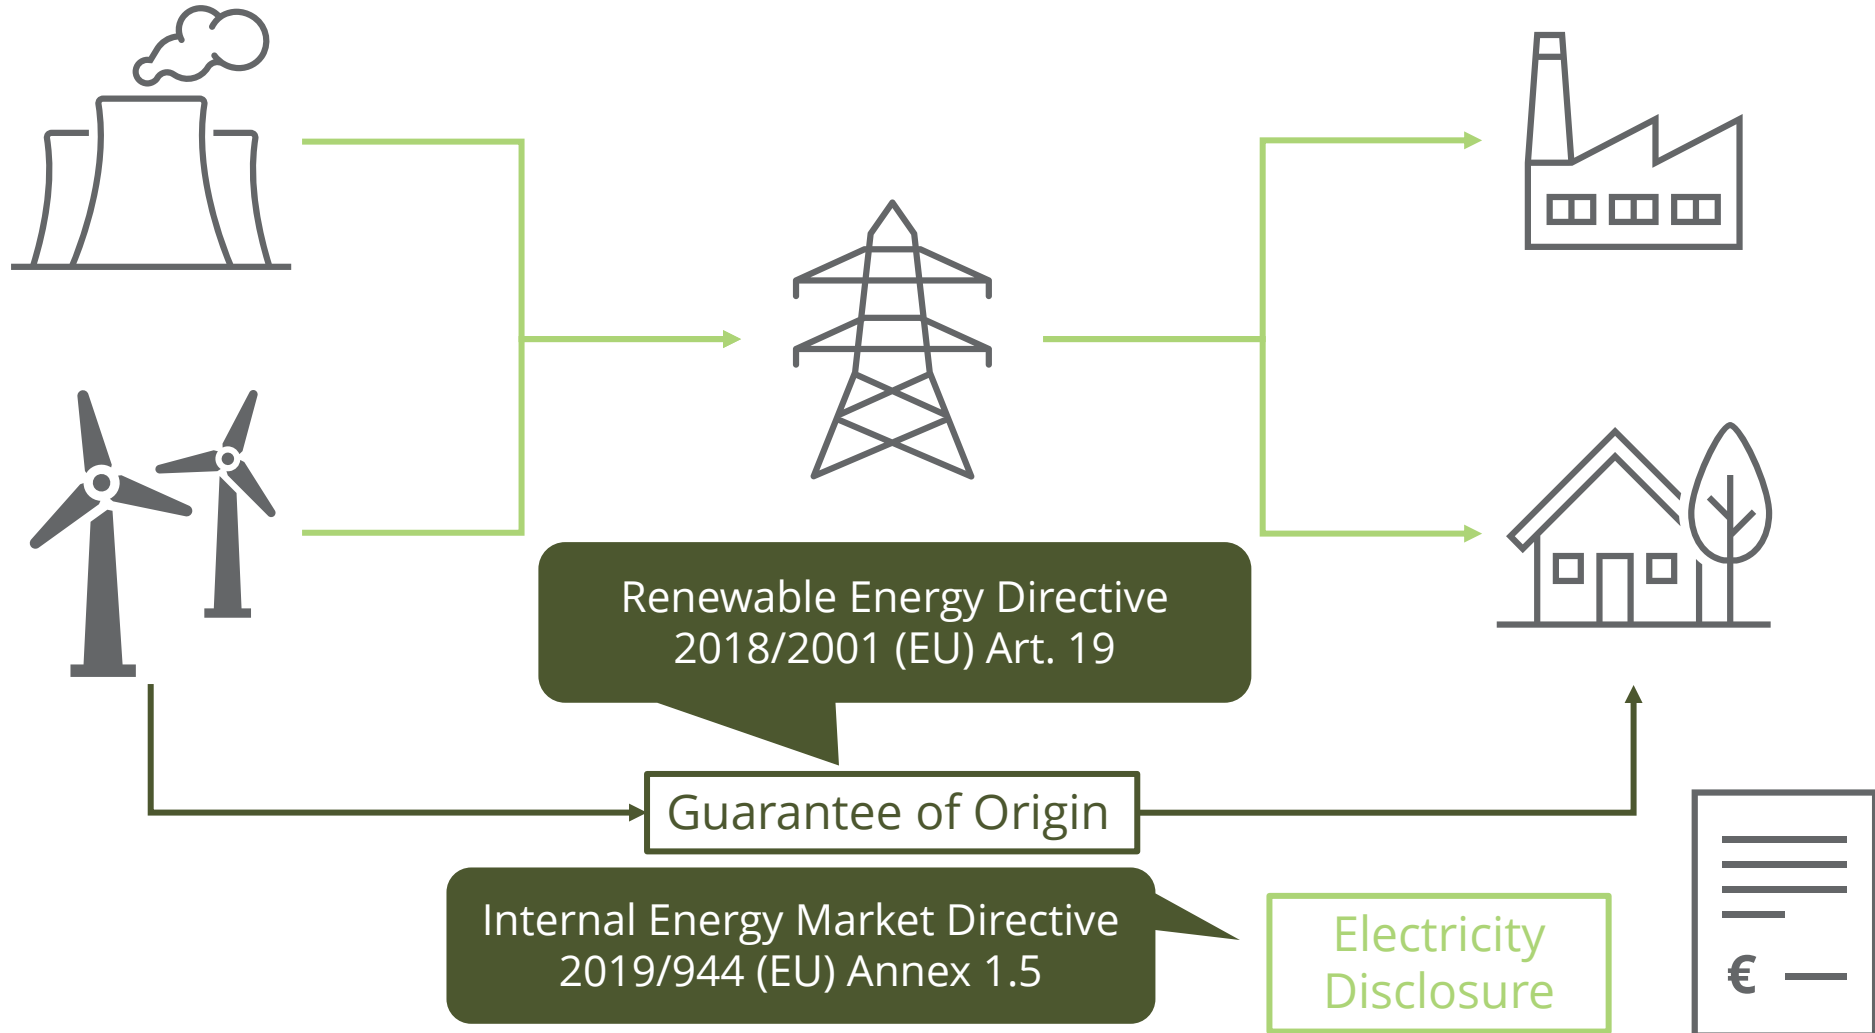 Renewable Energy Directive
2018/2001 (EU) Art. 19
Guarantee of Origin
Internal Energy Market Directive
2019/944 (EU) Annex 1.5
Electricity
Disclosure
€